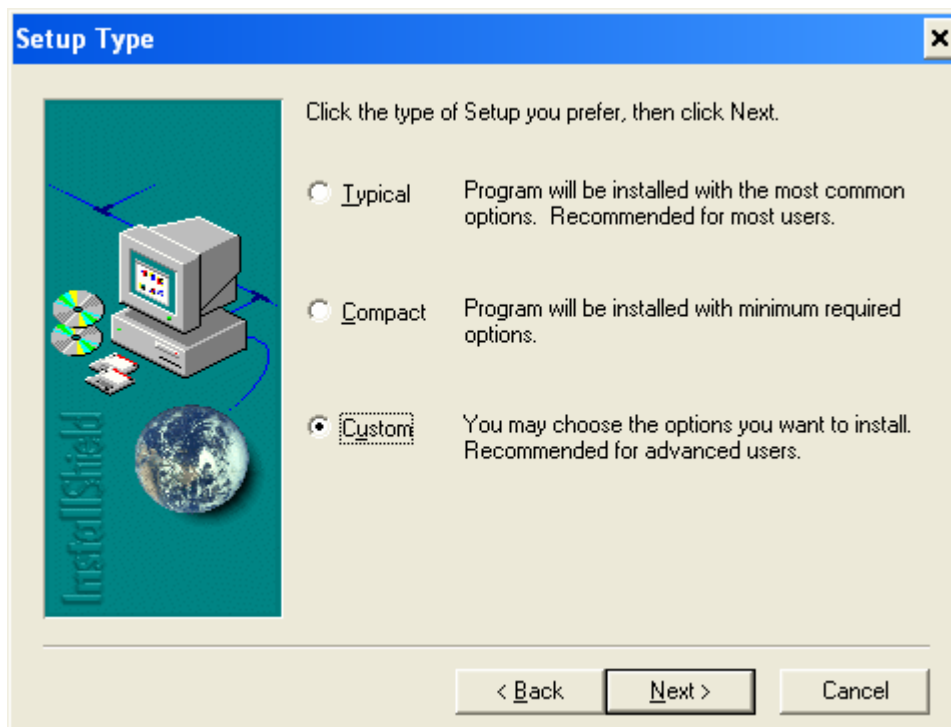 Setup Type
Click the type of Setup you prefer, then click Next.
Typical
Program will be installed with the most common
options.  Recommended for most users.
Compact
Program will be installed with minimum required
options.
Custom
You may choose the options you want to install.
Recommended for advanced users.
InstallShield
< Back
Next >
Cancel